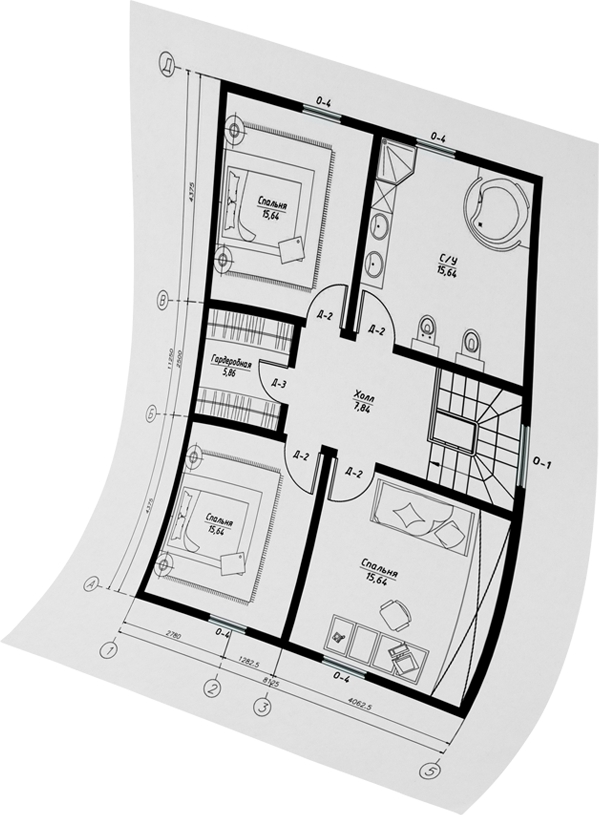 Д
О-4
О-4
Спальня
15,64
С/У
15,64
4375
В
Д-2
Д-2
Гардеробная
5,86
Д-3
Холл
7,84
11250
2500
Б
Д-2
Д-2
О-1
4375
Спальня
15,64
Спальня
15,64
А
О-4
О-4
1
2780
1282.5
8125
4062.5
2
3
5